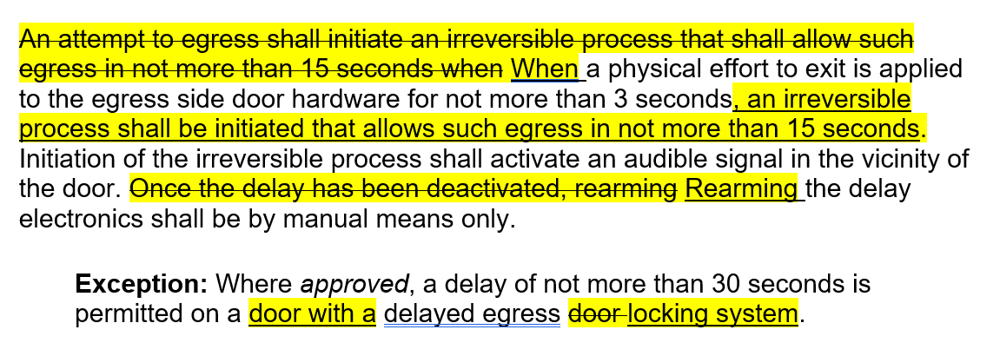 An attempt to egress shall initiate an irreversible process that shall allow such
egress in not more than 15 seconds when When a physical effort to exit is applied
to the egress side door hardware for not more than 3 seconds, an irreversible
process shall be initiated that allows such egress in not more than 15 seconds.
Initiation of the irreversible process shall activate an audible signal in the vicinity of
the door. Once the delay has been deactivated, rearming Rearming the delay
electronics shall be by manual means only.
Exception: Where approved, a delay of not more than 30 seconds is
permitted on a door with a delayed egress door locking system.